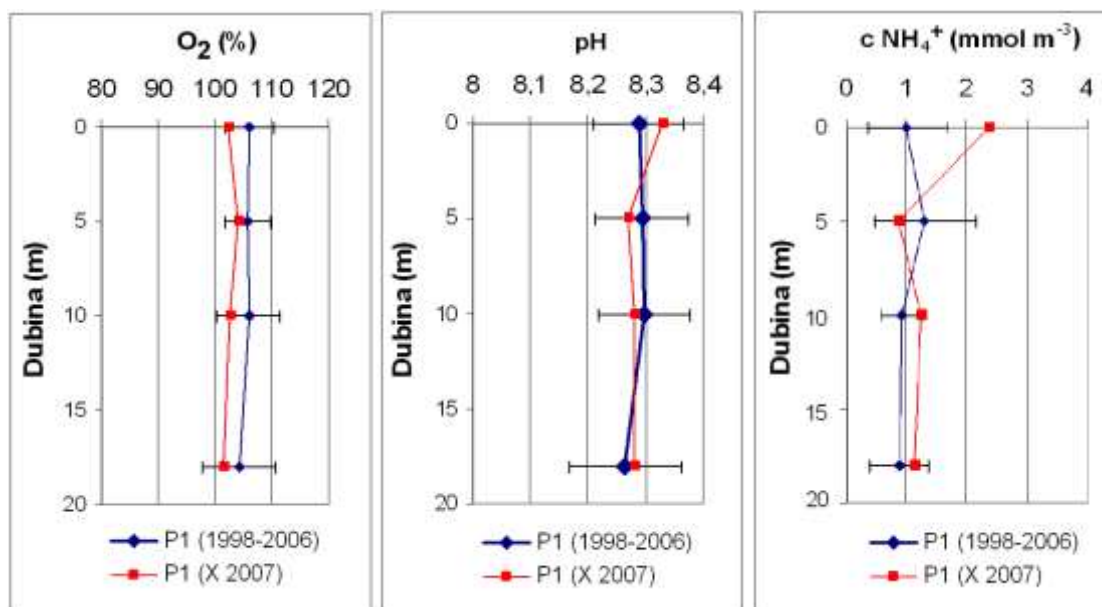 O₂ (%)
80 90 100 110 120
0
5
10
15
20
Dubina (m)
P1 (1998-2006)
P1 (X 2007)
pH
8 8,1 8,2 8,3 8,4
0
5
10
15
20
Dubina (m)
P1 (1998-2006)
P1 (X 2007)
c NH₄⁺ (mmol m⁻³)
0 1 2 3 4
0
5
10
15
20
Dubina (m)
P1 (1998-2006)
P1 (X 2007)